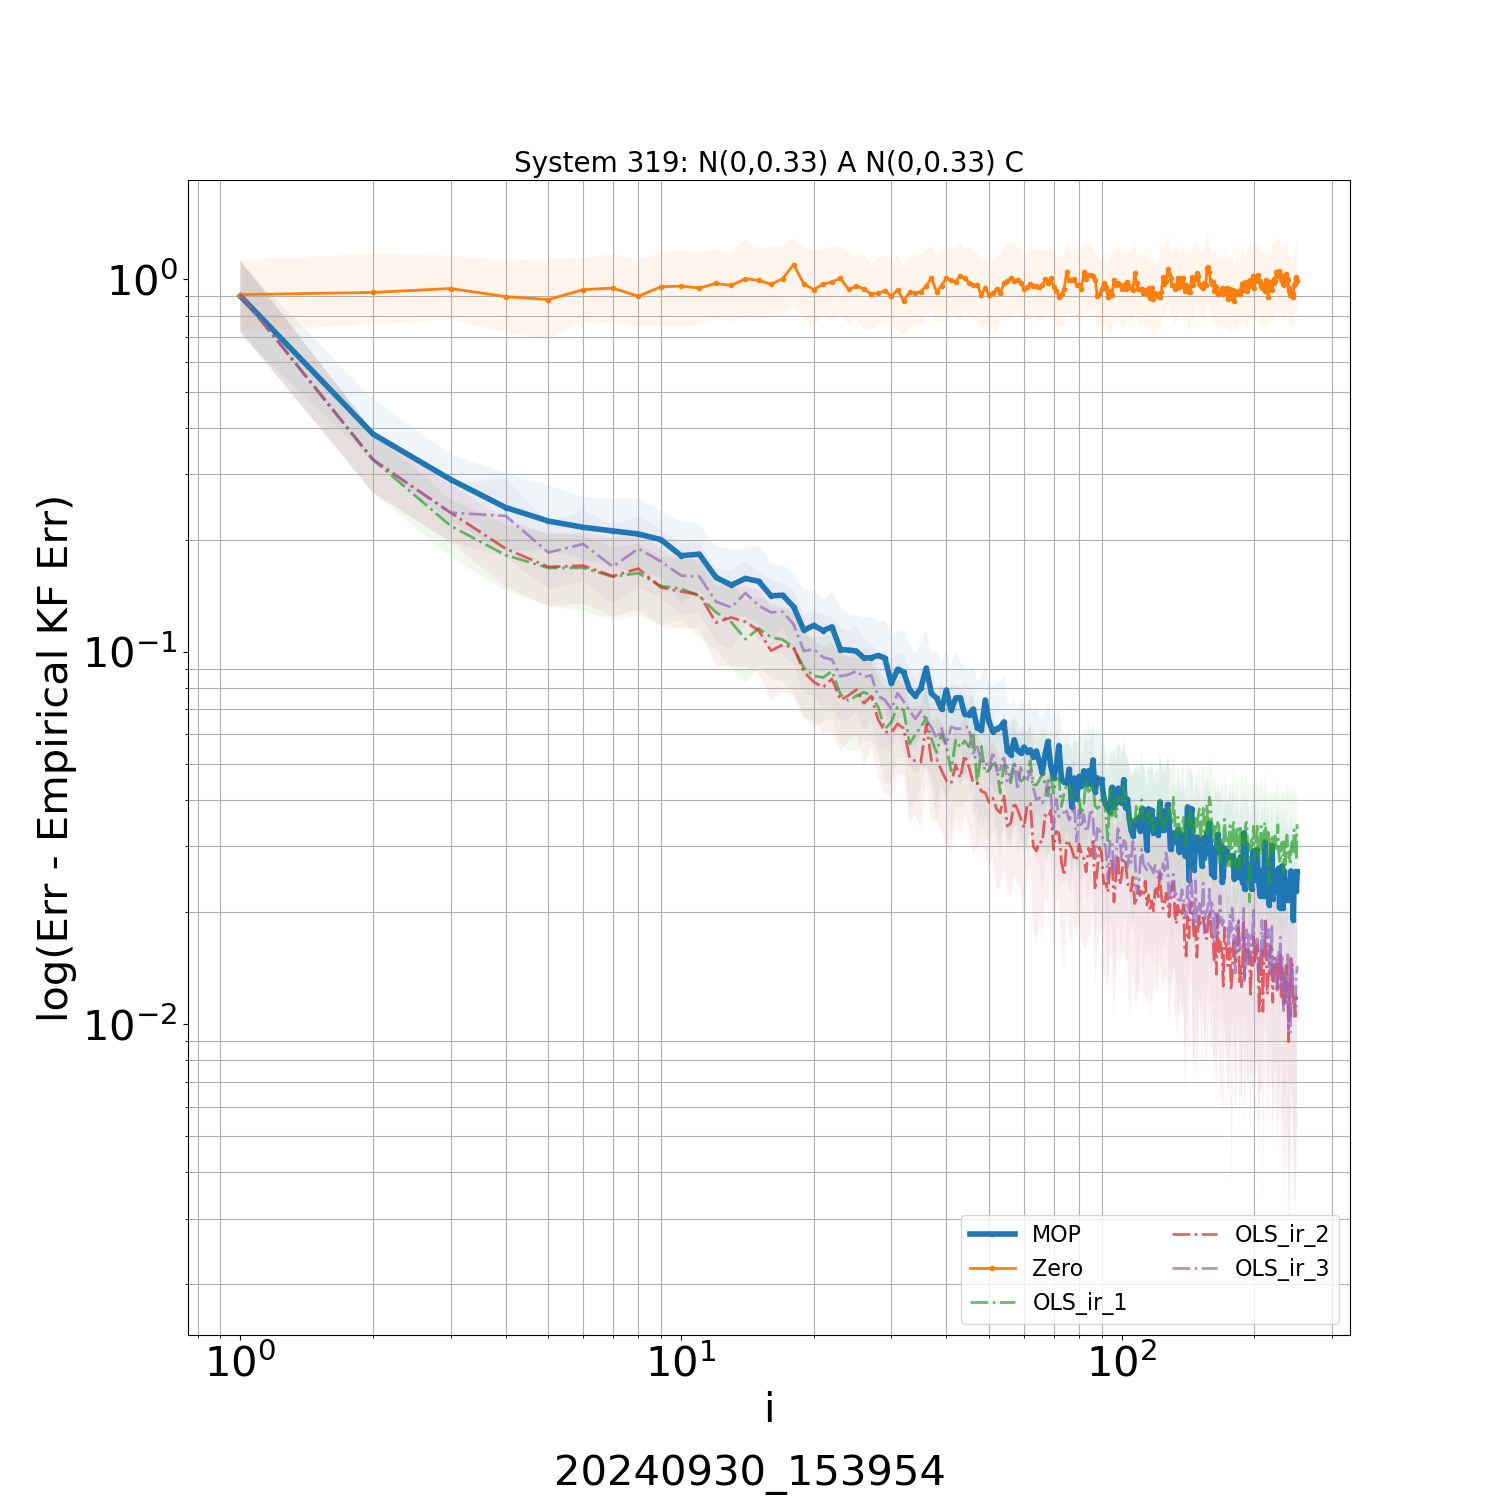 System 319: N(0,0.33) A N(0,0.33) C
log(Err - Empirical KF Err)
10⁰
10⁻¹
10⁻²
MOP
Zero
OLS_ir_1
OLS_ir_2
OLS_ir_3
10⁰ 10¹ 10²
i
20240930_153954